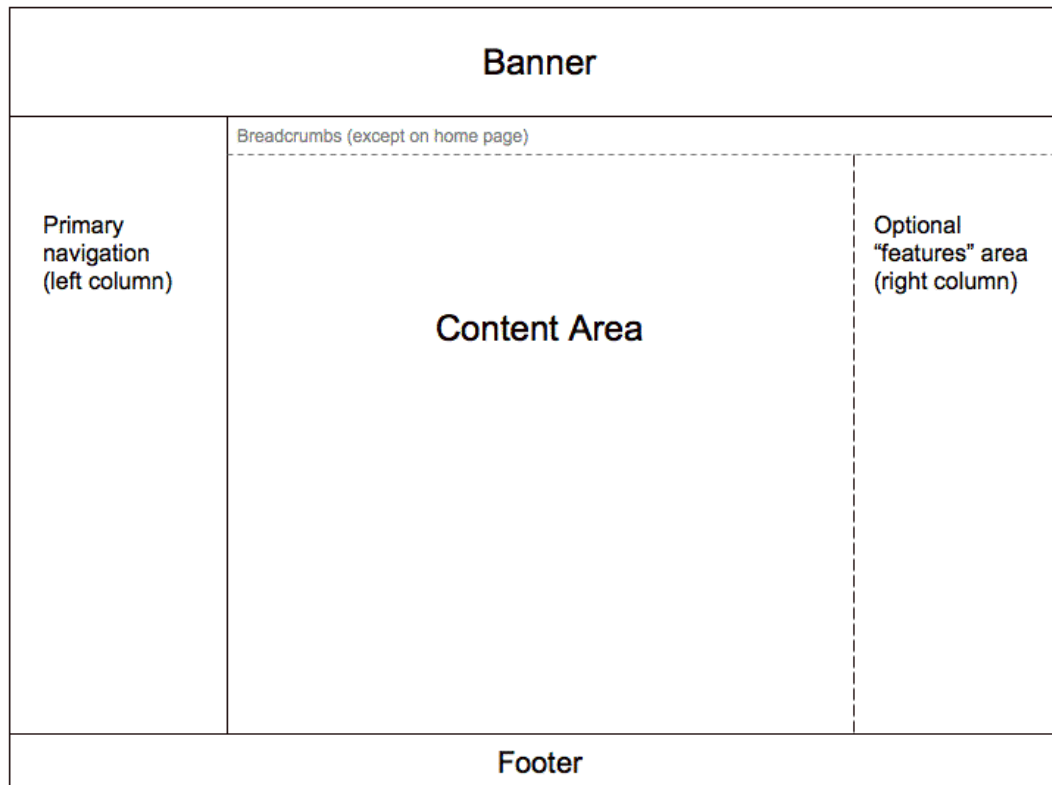 Banner
Breadcrumbs (except on home page)
Primary
navigation
(left column)
Content Area
Optional
“features” area
(right column)
Footer